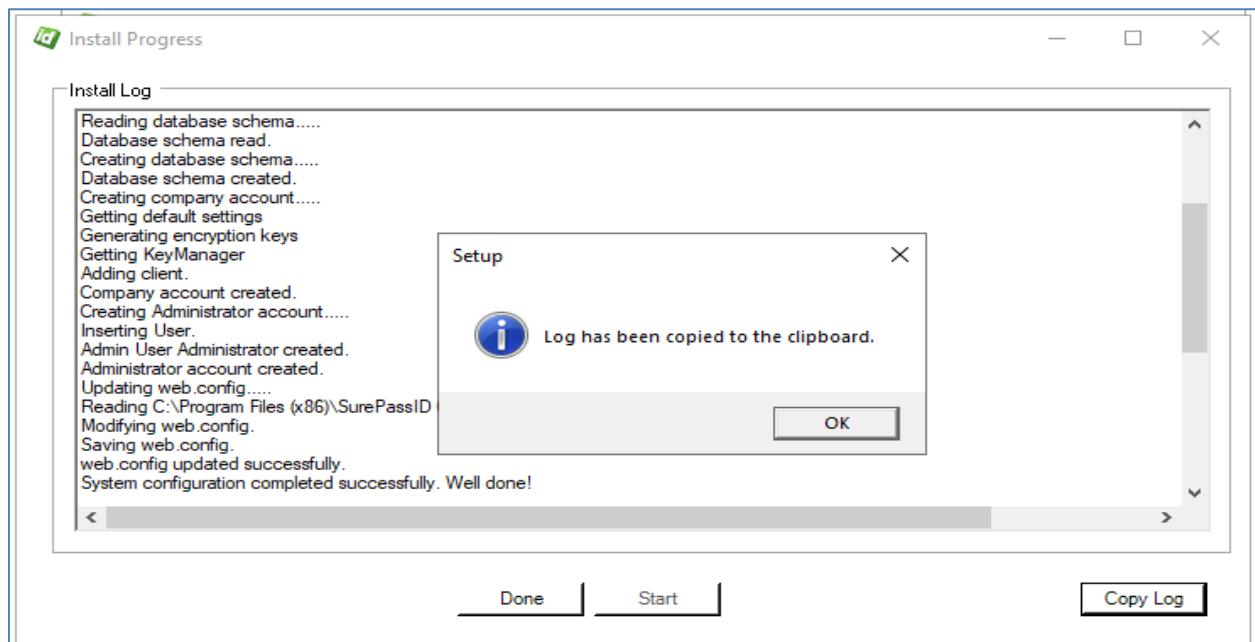 id Install Progress
Install Log
Reading database schema.....
Database schema read.
Creating database schema.....
Database schema created.
Creating company account.....
Getting default settings
Generating encryption keys
Getting KeyManager
Adding client.
Company account created.
Creating Administrator account.....
Inserting User.
Admin User Administrator created.
Administrator account created.
Updating web.config.....
Reading C:\Program Files (x86)\SurePassID
Modifying web.config.
Saving web.config.
web.config updated successfully.
System configuration completed successfully. Well done!
Setup
Log has been copied to the clipboard.
OK
Done Start Copy Log